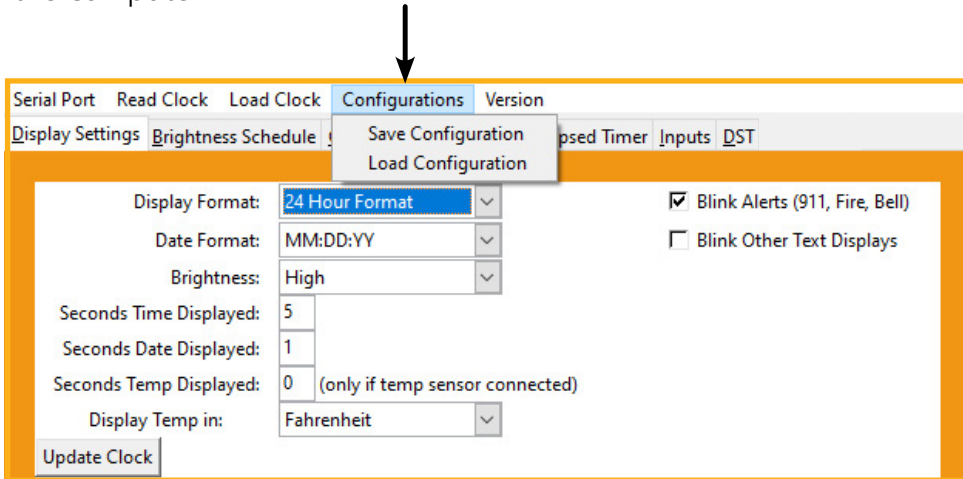 Serial Port Read Clock Load Clock Configurations Version
Display Settings Brightness Schedule Timer Inputs DST
Save Configuration
Load Configuration
Display Format: 24 Hour Format
Blink Alerts (911, Fire, Bell)
Date Format: MM:DD:YY
Blink Other Text Displays
Brightness: High
Seconds Time Displayed: 5
Seconds Date Displayed: 1
Seconds Temp Displayed: 0 (only if temp sensor connected)
Display Temp in: Fahrenheit
Update Clock